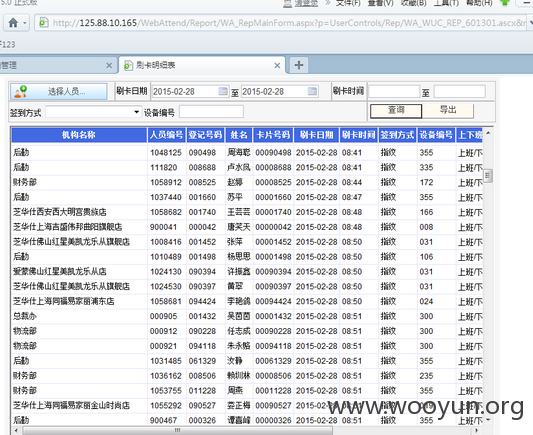 5.0 正式版 请登录 文件(F) 查看(V) 收藏(B) 工具(T) 帮助(H)
http://125.88.10.165/WebAttend/Report/WA_RepMainForm.aspx?p=UserControls/Rep/WA_WUC_REP_601301.ascx&
123
管理 刷卡明细表
选择人员... 刷卡日期 2015-02-28 至 2015-02-28 刷卡时间 至
签到方式 设备编号 查询 导出
机构名称 人员编号 登记号码 姓名 卡片号码 刷卡日期 刷卡时间 签到方式 设备编号 上下班
后勤 1048125 090498 周海聪 00090498 2015-02-28 08:41 指纹 355 上班/下
后勤 111820 008688 卢水凤 00008688 2015-02-28 08:41 指纹 335 上班/下
财务部 1058912 008525 赵婷 00008525 2015-02-28 08:44 指纹 172 上班/下
后勤 1037440 001660 苏平 00001660 2015-02-28 08:47 指纹 355 上班/下
芝华仕西安西大明宫贵族店 1058682 001740 王芸芸 00001740 2015-02-28 08:48 指纹 166 上班/下
芝华仕上海吉盛伟邦曲阳旗舰店 900041 000042 唐笑天 00000042 2015-02-28 08:48 指纹 008 上班/下
芝华仕佛山红星美凯龙乐从旗舰店 1008416 001452 张萍 00001452 2015-02-28 08:50 指纹 031 上班/下
后勤 1010489 001498 杨思思 00001498 2015-02-28 08:50 指纹 106 上班/下
爱蒙佛山红星美凯龙乐从店 1024130 090394 许振鑫 00090394 2015-02-28 08:50 指纹 031 上班/下
芝华仕佛山红星美凯龙乐从旗舰店 1024530 090397 黄翠 00090397 2015-02-28 08:50 指纹 031 上班/下
芝华仕上海同福易家丽浦东店 1058681 094424 李艳鸽 00094424 2015-02-28 08:50 指纹 024 上班/下
总裁办 000905 001432 吴茵茵 00001432 2015-02-28 08:51 指纹 300 上班/下
物流部 000912 090228 任志成 00090228 2015-02-28 08:51 指纹 300 上班/下
物流部 000921 094118 朱永赔 00094118 2015-02-28 08:51 指纹 300 上班/下
后勤 1031485 061329 汝静 00061329 2015-02-28 08:51 指纹 355 上班/下
财务部 1036162 008506 赖圳林 00008506 2015-02-28 08:51 指纹 235 上班/下
财务部 1053755 011228 周燕 00011228 2015-02-28 08:51 指纹 355 上班/下
芝华仕上海同福易家丽金山时尚店 1055292 090527 娄正梅 00090527 2015-02-28 08:51 指纹
后勤 900467 000326 谭嘉峰 00000326 2015-02-28 08:51 指纹 355 上班/下
www.wooyun.org